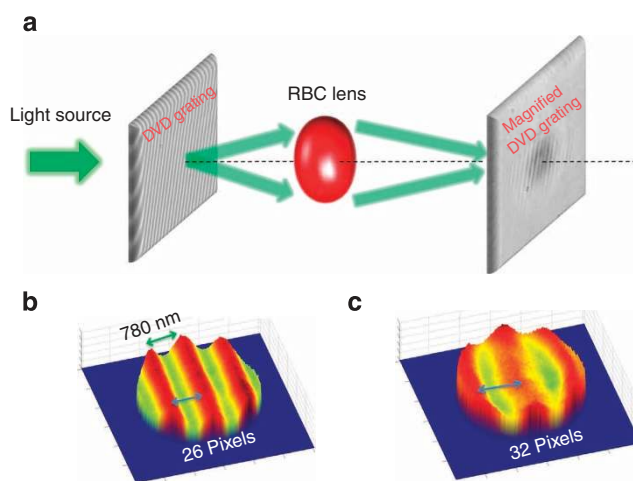 a
Light source
DVD grating
RBC lens
Magnified
DVD grating
b
780 nm
26 Pixels
c
32 Pixels